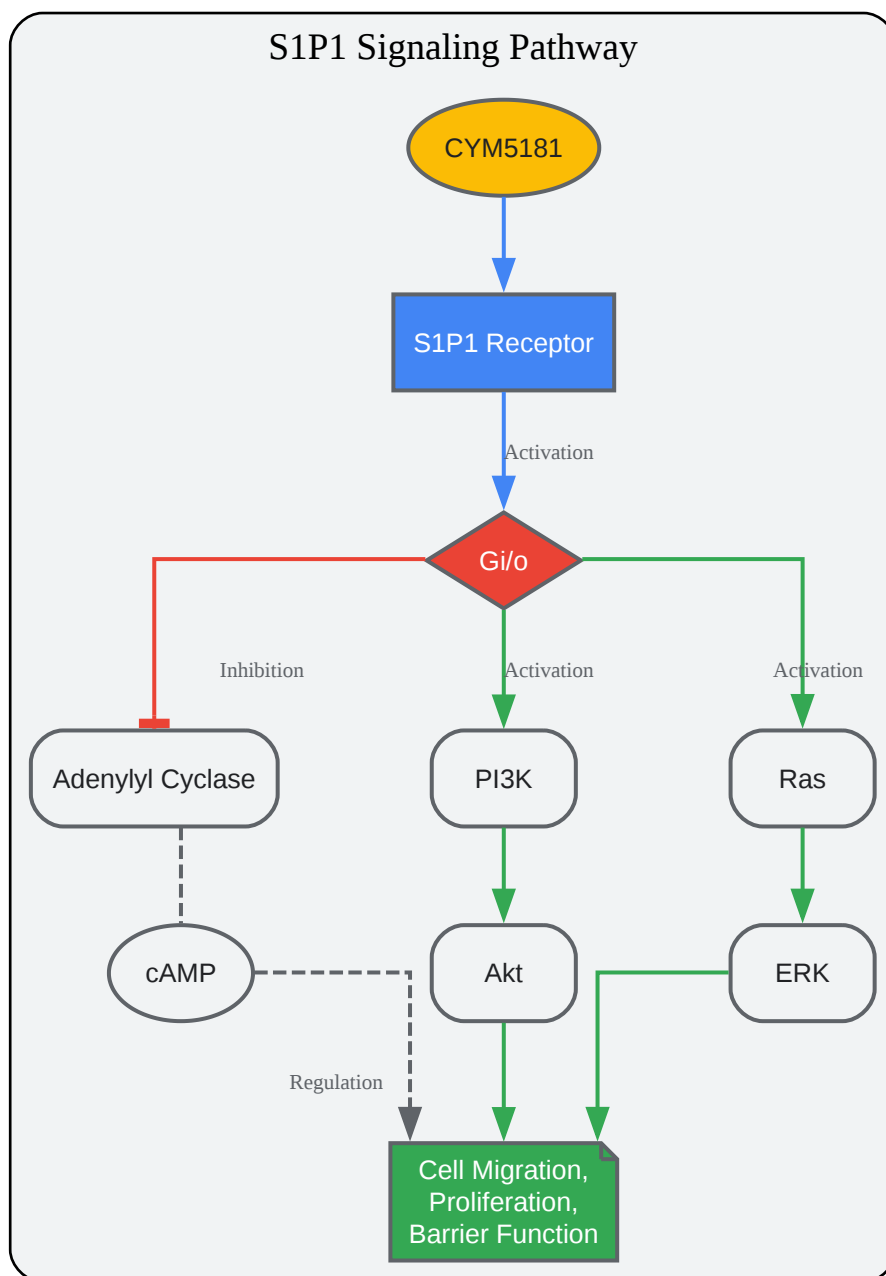 S1P1 Signaling Pathway
CYM5181
S1P1 Receptor
Activation
Gi/o
Inhibition
Activation
Activation
Adenylyl Cyclase
PI3K
Ras
cAMP
Akt
ERK
Regulation
Cell Migration,
Proliferation,
Barrier Function